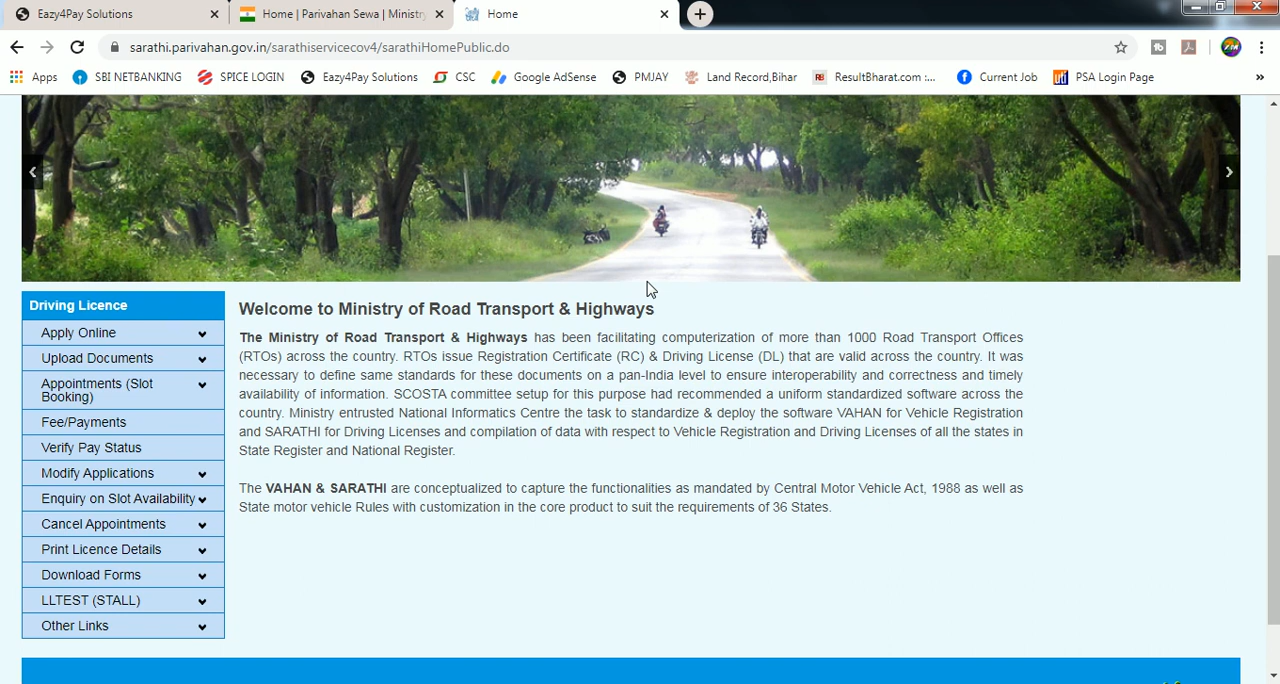 Eazy4Pay Solutions
Home | Parivahan Sewa | Ministry
Home
sarathi.parivahan.gov.in/sarathiservicecov4/sarathiHomePublic.do
Apps SBI NETBANKING SPICE LOGIN Eazy4Pay Solutions CSC Google AdSense PMJAY Land Record,Bihar ResultBharat.com :... Current Job PSA Login Page
Driving Licence
Apply Online
Upload Documents
Appointments (Slot
Booking)
Fee/Payments
Verify Pay Status
Modify Applications
Enquiry on Slot Availability
Cancel Appointments
Print Licence Details
Download Forms
LLTEST (STALL)
Other Links
Welcome to Ministry of Road Transport & Highways
The Ministry of Road Transport & Highways has been facilitating computerization of more than 1000 Road Transport Offices
(RTOs) across the country. RTOs issue Registration Certificate (RC) & Driving License (DL) that are valid across the country. It was
necessary to define same standards for these documents on a pan-India level to ensure interoperability and correctness and timely
availability of information. SCOSTA committee setup for this purpose had recommended a uniform standardized software across the
country. Ministry entrusted National Informatics Centre the task to standardize & deploy the software VAHAN for Vehicle Registration
and SARATHI for Driving Licenses and compilation of data with respect to Vehicle Registration and Driving Licenses of all the states in
State Register and National Register.
The VAHAN & SARATHI are conceptualized to capture the functionalities as mandated by Central Motor Vehicle Act, 1988 as well as
State motor vehicle Rules with customization in the core product to suit the requirements of 36 States.